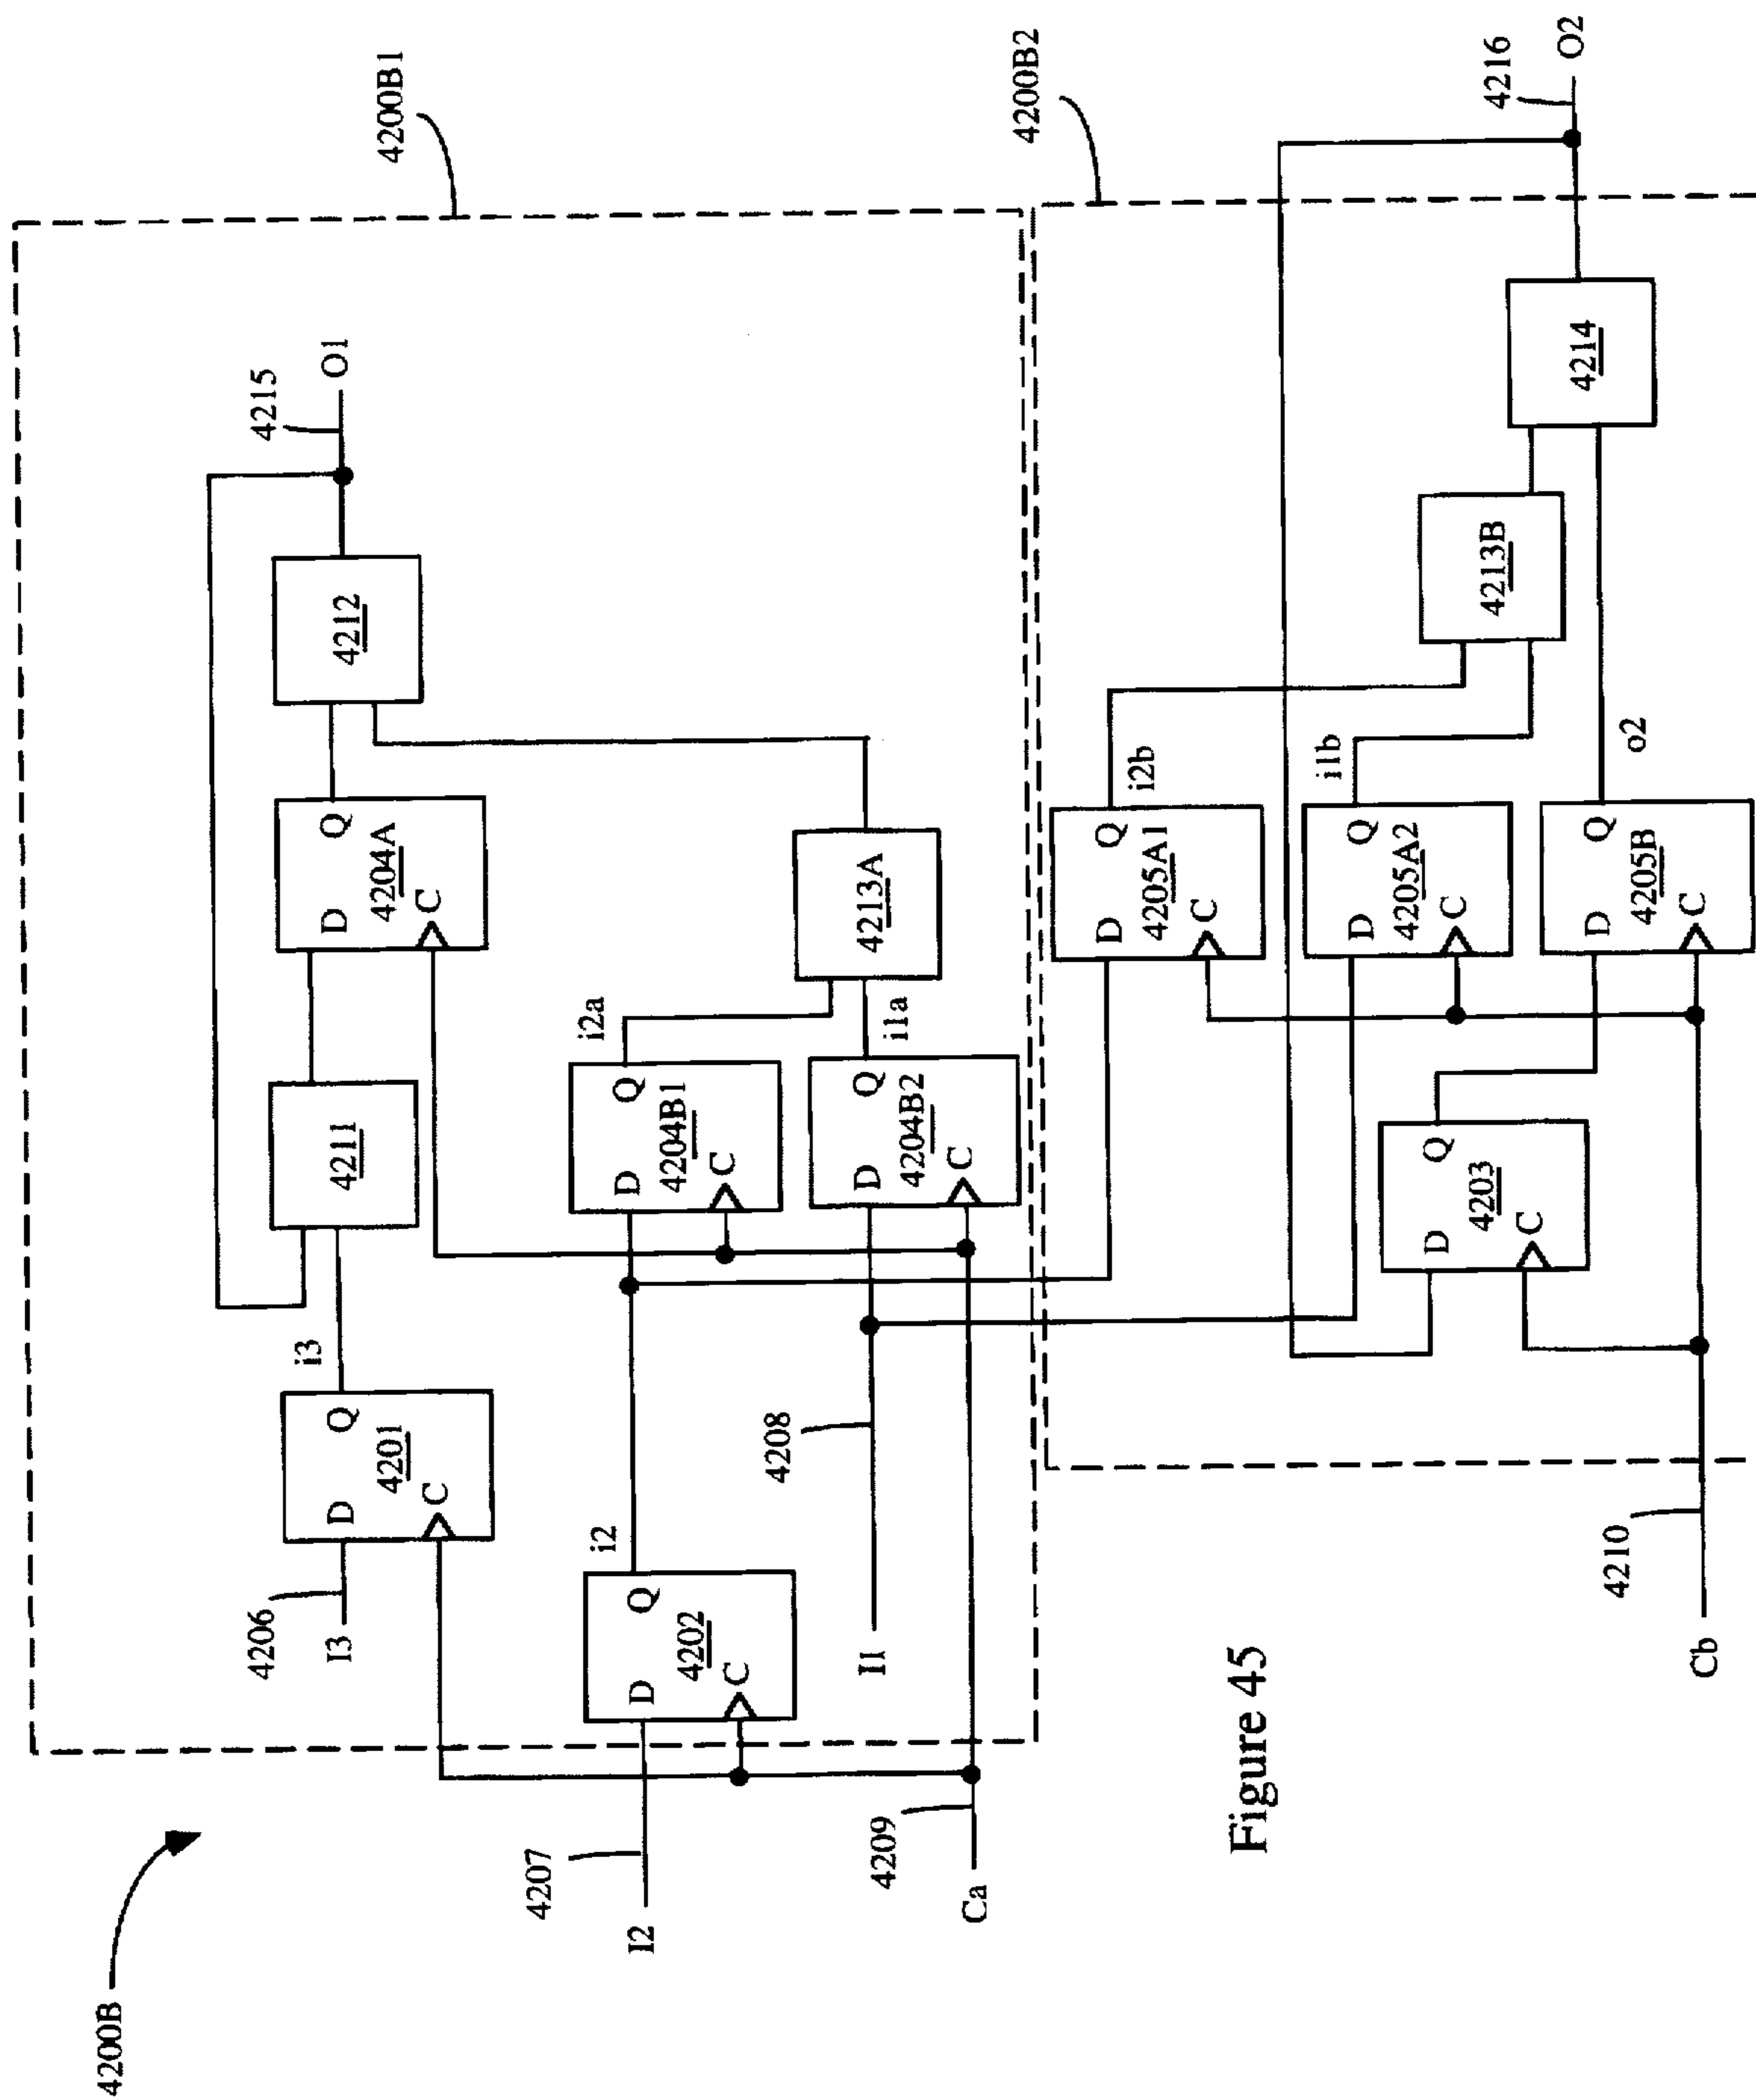 4200B
4200B1
4200B2
4206
I3
D Q
4201
C
i3
4211
D Q
4204A
C
4212
4215
O1
4207
I2
D Q
4202
C
i2
D Q
4204B1
C
i2a
4213A
4208
I1
D Q
4204B2
C
i1a
4209
Ca
D Q
4205A1
C
i2b
4213B
D Q
4205A2
C
i1b
4214
4216
O2
D Q
4203
C
D Q
4205B
C
o2
4210
Cb
Figure 45